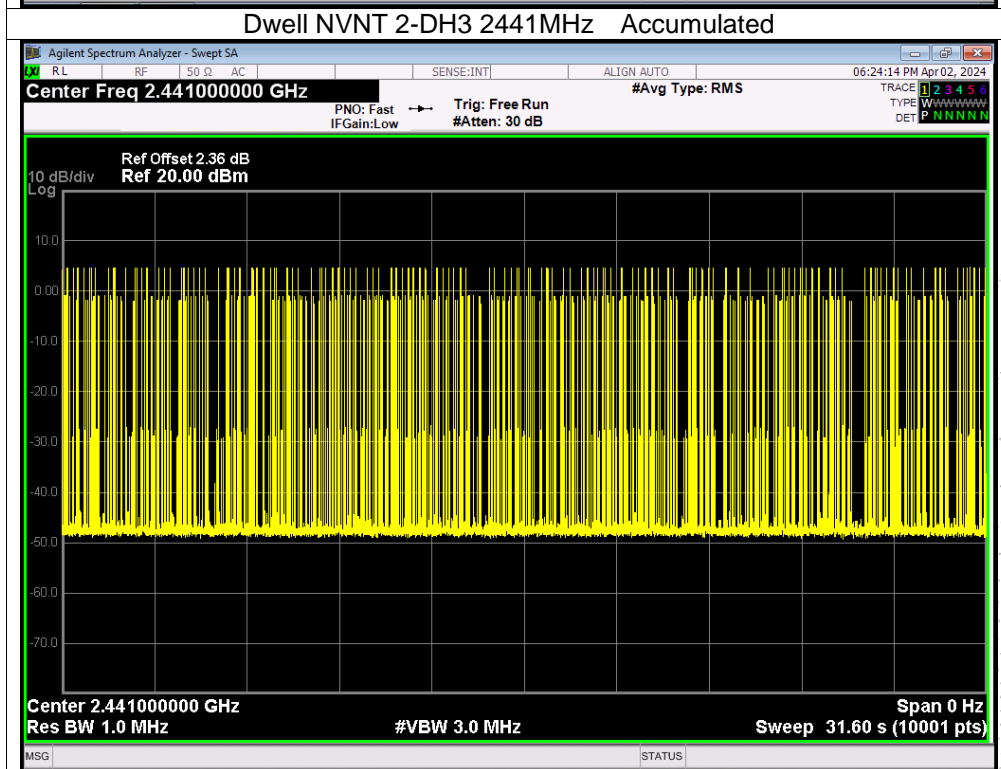 Dwell NVNT 2-DH3 2441MHz Accumulated
Agilent Spectrum Analyzer - Swept SA
LXI RL RF 50 Ω AC SENSE:INT ALIGN AUTO 06:24:14 PM Apr 02, 2024
Center Freq 2.441000000 GHz #Avg Type: RMS TRACE 1 2 3 4 5 6
PNO: Fast Trig: Free Run TYPE WWWWWW
IFGain:Low #Atten: 30 dB DET P N N N N N
Ref Offset 2.36 dB
10 dB/div Ref 20.00 dBm
Log
10.0
0.00
-10.0
-20.0
-30.0
-40.0
-50.0
-60.0
-70.0
Center 2.441000000 GHz Span 0 Hz
Res BW 1.0 MHz #VBW 3.0 MHz Sweep 31.60 s (10001 pts)
MSG STATUS